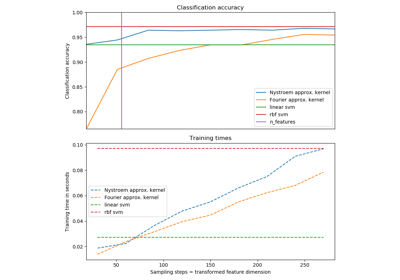 Classification accuracy
1.00
0.95
0.90
0.85
0.80
Classification accuracy
Nystroem approx. kernel
Fourier approx. kernel
linear svm
rbf svm
n_features
Training times
0.10
0.08
0.06
0.04
0.02
Training time in seconds
Nystroem approx. kernel
Fourier approx. kernel
linear svm
rbf svm
50
100
150
200
250
Sampling steps = transformed feature dimension